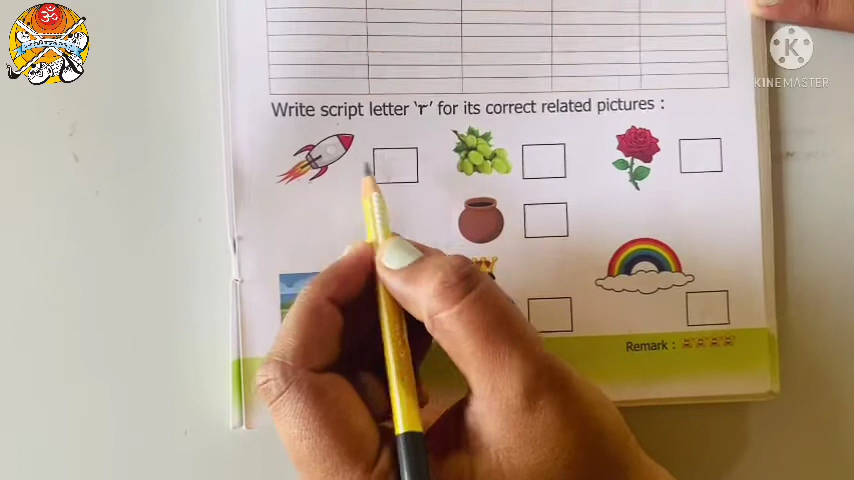 KINEMASTER
Write script letter 'r' for its correct related pictures :
Remark :